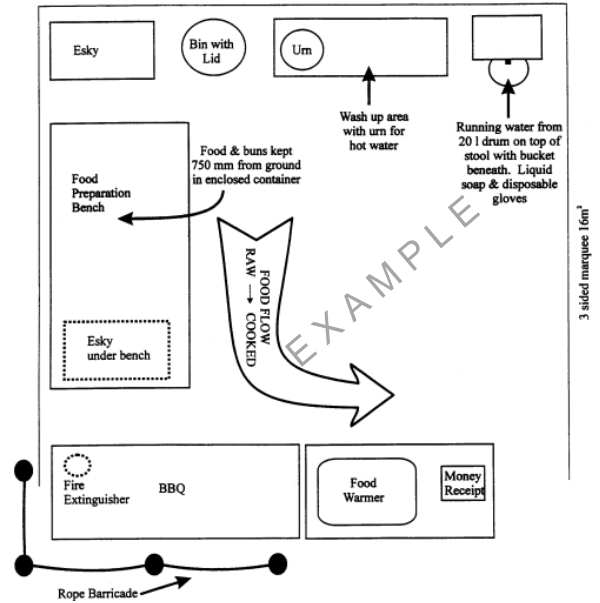 Esky
Bin with
Lid
Urn
Wash up area
with urn for
hot water
Running water from
20 l drum on top of
stool with bucket
beneath. Liquid
soap & disposable
gloves
Food & buns kept
750 mm from ground
in enclosed container
Food
Preparation
Bench
3 sided marquee 16m²
EXAMPLE
FOOD FLOW
RAW → COOKED
Esky
under bench
Fire
Extinguisher
BBQ
Food
Warmer
Money
Receipt
Rope Barricade